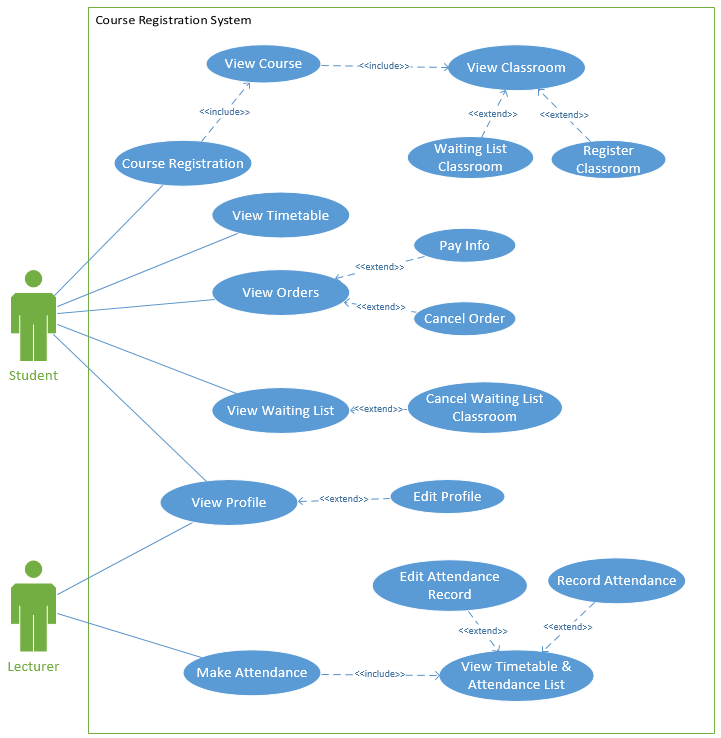 Course Registration System
View Course
<<include>>
View Classroom
<<include>>
<<extend>>
<<extend>>
Course Registration
Waiting List
Classroom
Register
Classroom
View Timetable
Pay Info
<<extend>>
View Orders
<<extend>>
Cancel Order
Student
View Waiting List
<<extend>>
Cancel Waiting List
Classroom
View Profile
<<extend>>
Edit Profile
Edit Attendance
Record
Record Attendance
<<extend>>
<<extend>>
Lecturer
Make Attendance
<<include>>
View Timetable &
Attendance List